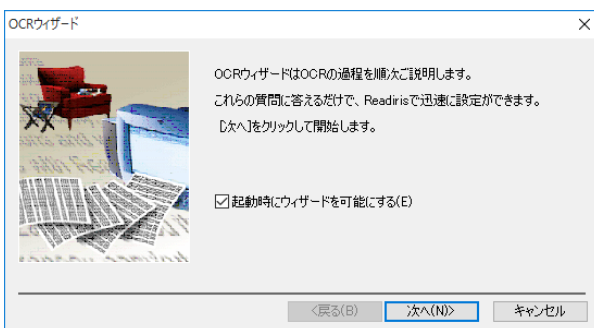 OCRウィザード
OCRウィザードはOCRの過程を順次ご説明します。
これらの質問に答えるだけで、Readirisで迅速に設定ができます。
[次へ]をクリックして開始します。
起動時にウィザードを可能にする(E)
<戻る(B)
次へ(N)>
キャンセル